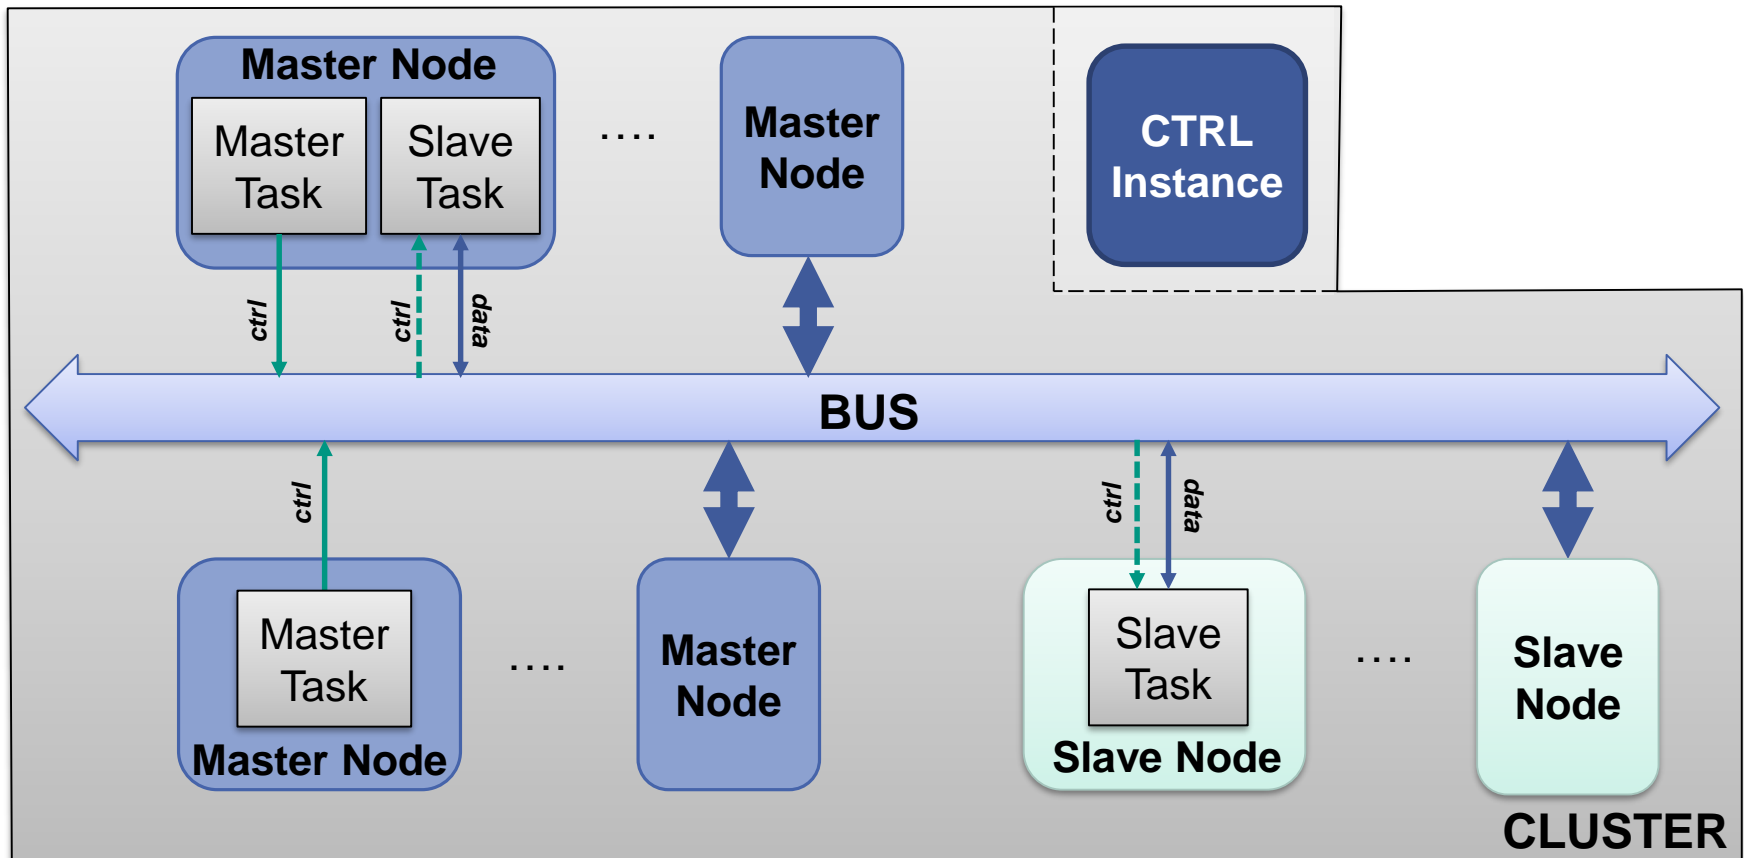 Master Node
Master
Task
Slave
Task
....
Master
Node
CTRL
Instance
ctrl
ctrl
data
BUS
ctrl
ctrl
data
Master
Task
Master Node
....
Master
Node
Slave
Task
Slave Node
....
Slave
Node
CLUSTER